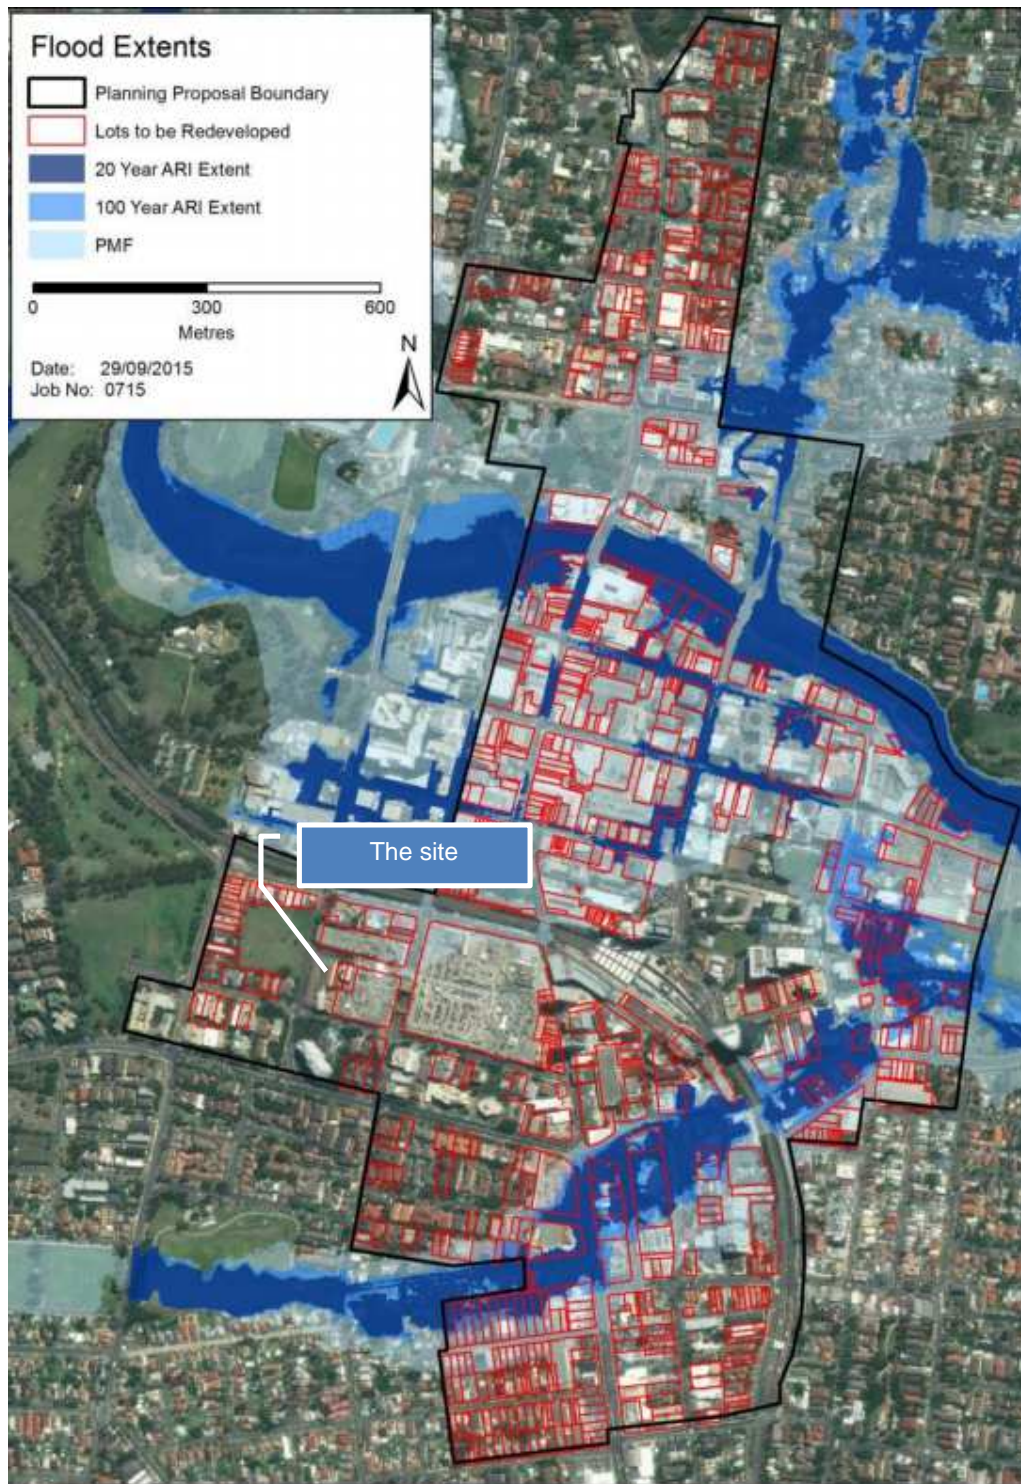 Flood Extents
Planning Proposal Boundary
Lots to be Redeveloped
20 Year ARI Extent
100 Year ARI Extent
PMF
0 300 600
Metres
Date: 29/09/2015
Job No: 0715
N
The site